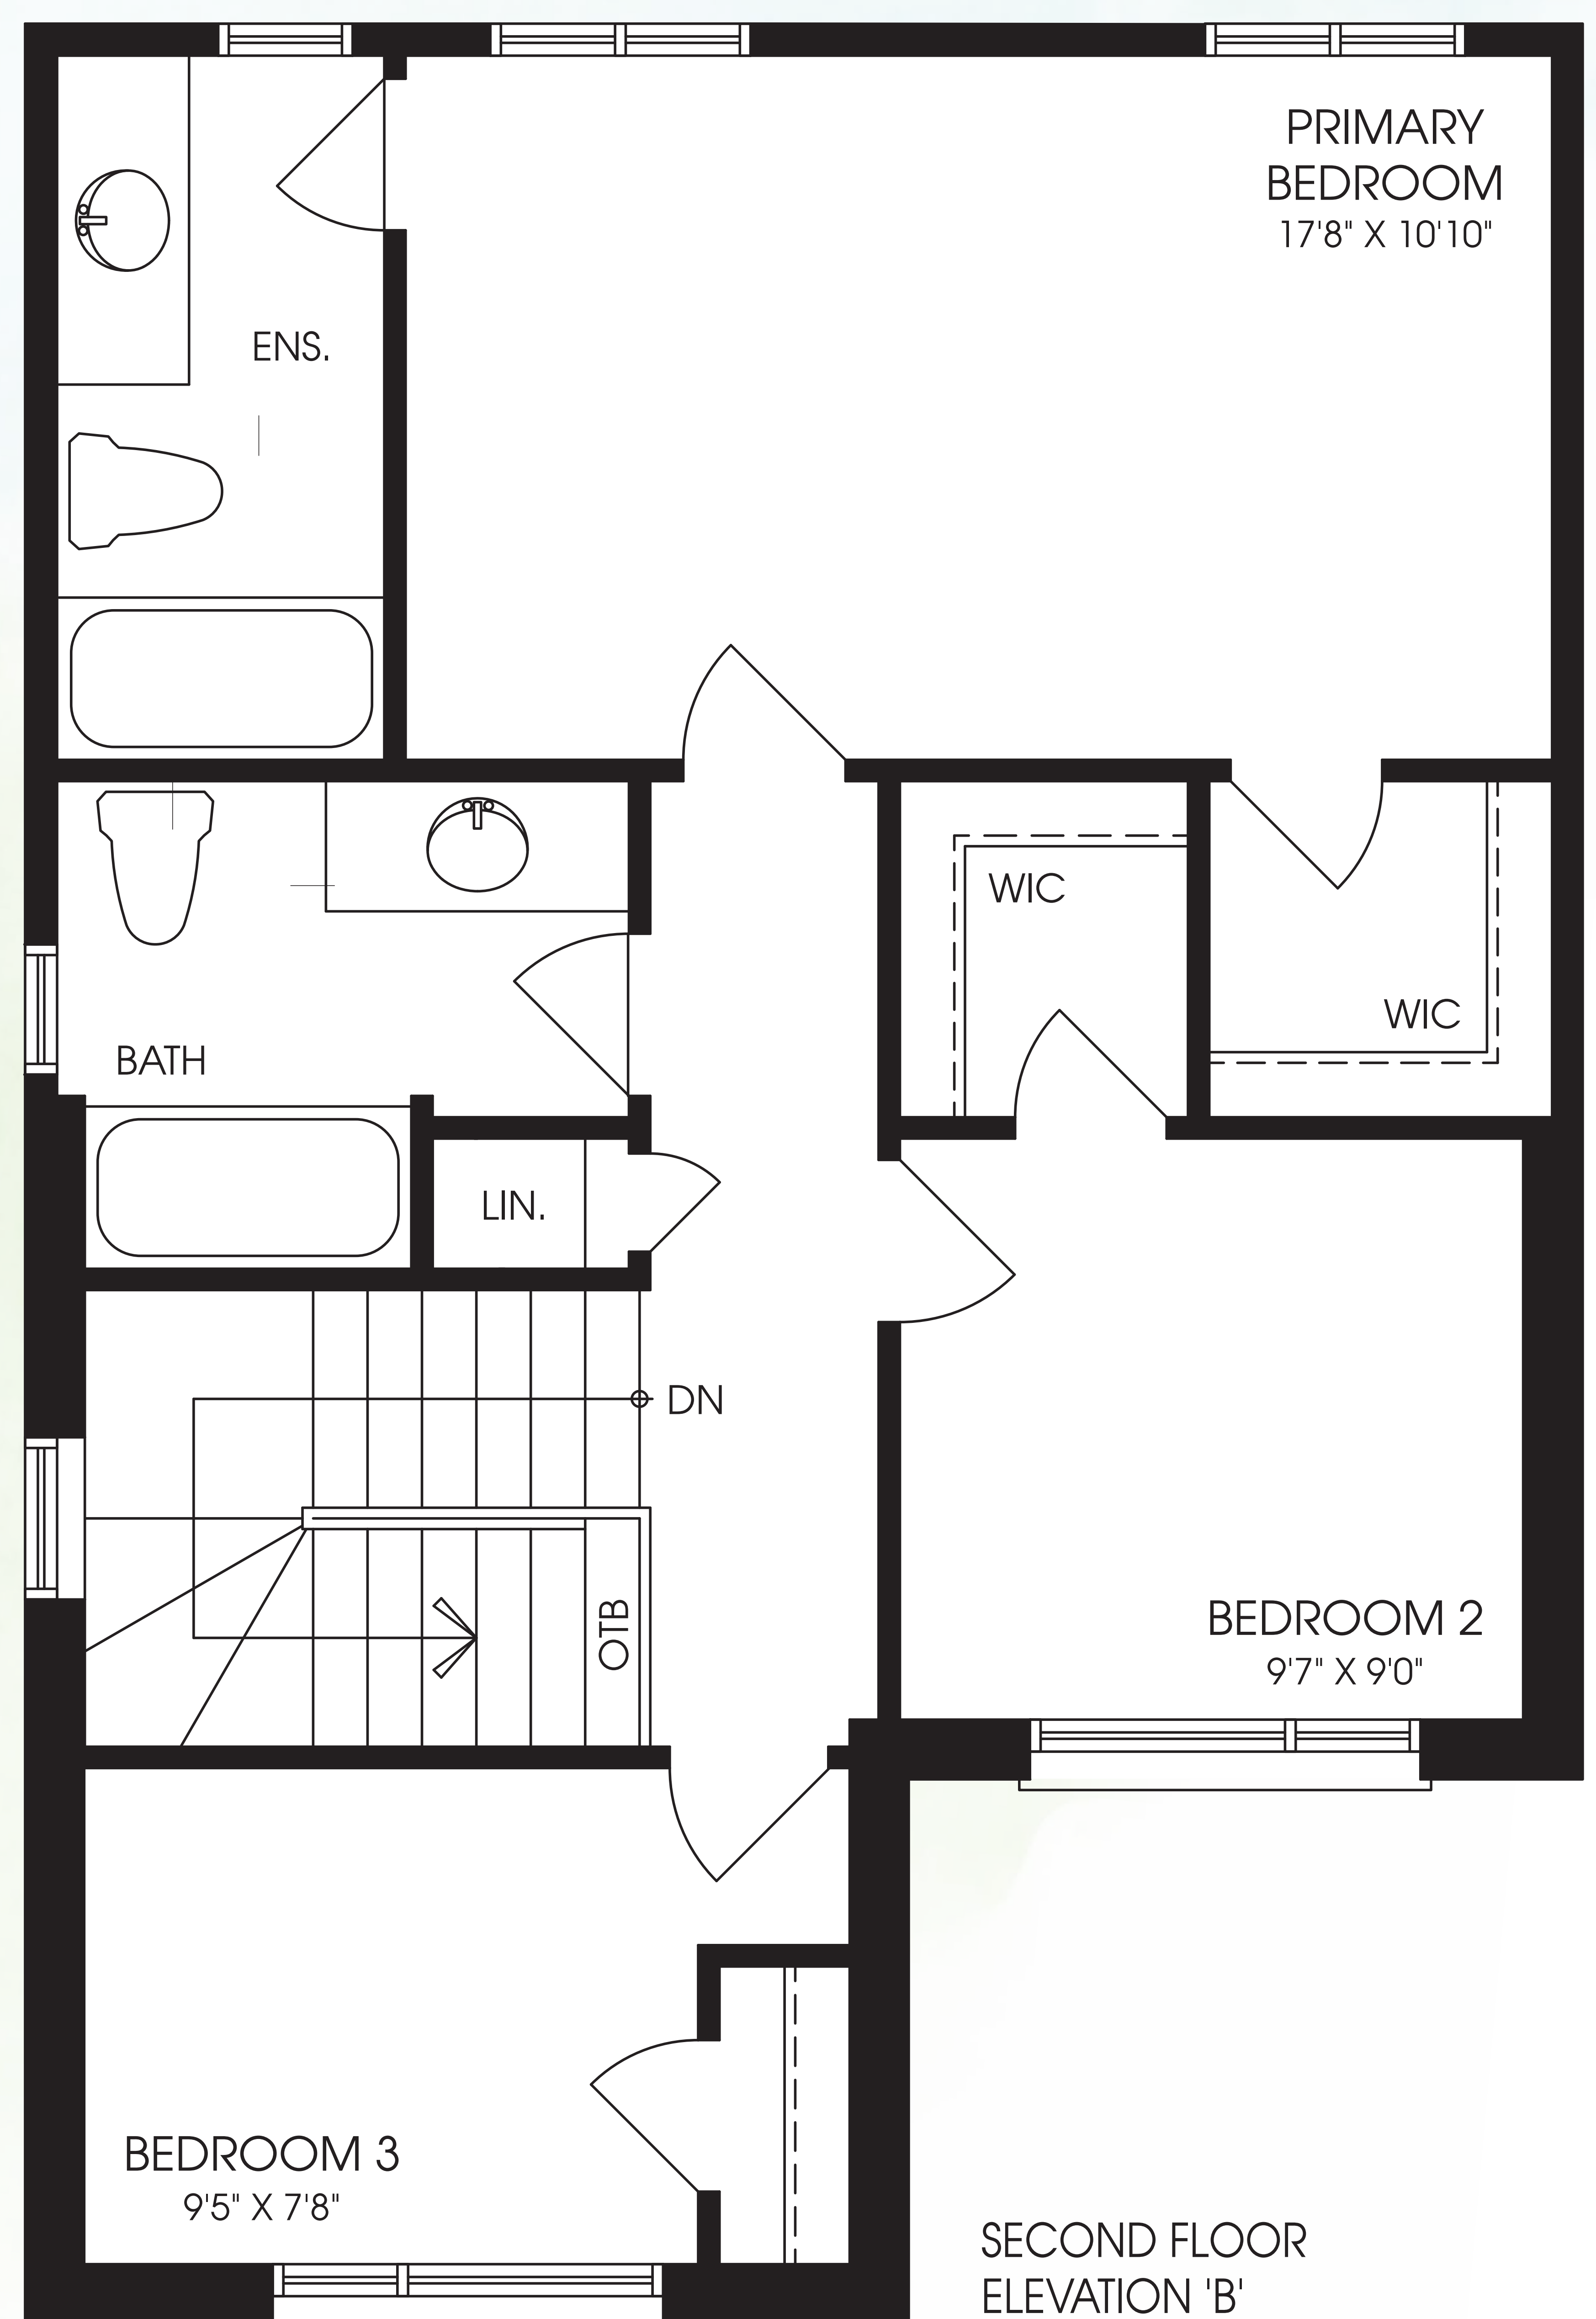 PRIMARY
BEDROOM
17'8" X 10'10"
ENS.
WIC
WIC
BATH
LIN.
DN
OTB
BEDROOM 2
9'7" X 9'0"
BEDROOM 3
9'5" X 7'8"
SECOND FLOOR
ELEVATION 'B'